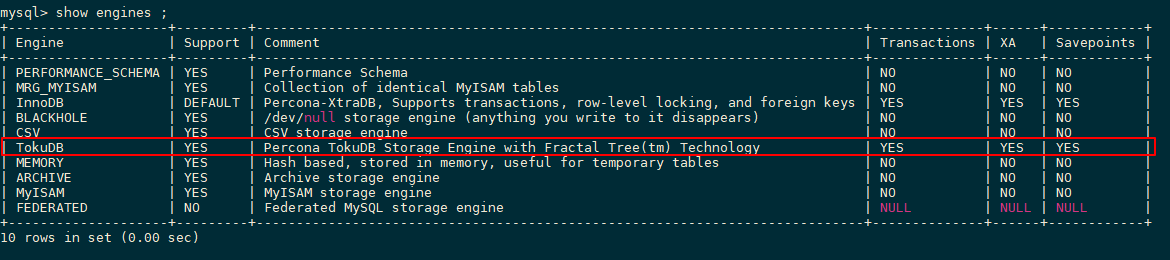 mysql> show engines ;
+--------------------+---------+----------------------------------------------------------------------------+--------------+------+------------+
| Engine             | Support | Comment                                                                    | Transactions | XA   | Savepoints |
+--------------------+---------+----------------------------------------------------------------------------+--------------+------+------------+
| PERFORMANCE_SCHEMA | YES     | Performance Schema                                                         | NO           | NO   | NO         |
| MRG_MYISAM         | YES     | Collection of identical MyISAM tables                                      | NO           | NO   | NO         |
| InnoDB             | DEFAULT | Percona-XtraDB, Supports transactions, row-level locking, and foreign keys | YES          | YES  | YES        |
| BLACKHOLE          | YES     | /dev/null storage engine (anything you write to it disappears)             | NO           | NO   | NO         |
| CSV                | YES     | CSV storage engine                                                         | NO           | NO   | NO         |
| TokuDB             | YES     | Percona TokuDB Storage Engine with Fractal Tree(tm) Technology             | YES          | YES  | YES        |
| MEMORY             | YES     | Hash based, stored in memory, useful for temporary tables                  | NO           | NO   | NO         |
| ARCHIVE            | YES     | Archive storage engine                                                     | NO           | NO   | NO         |
| MyISAM             | YES     | MyISAM storage engine                                                      | NO           | NO   | NO         |
| FEDERATED          | NO      | Federated MySQL storage engine                                             | NULL         | NULL | NULL       |
+--------------------+---------+----------------------------------------------------------------------------+--------------+------+------------+
10 rows in set (0.00 sec)